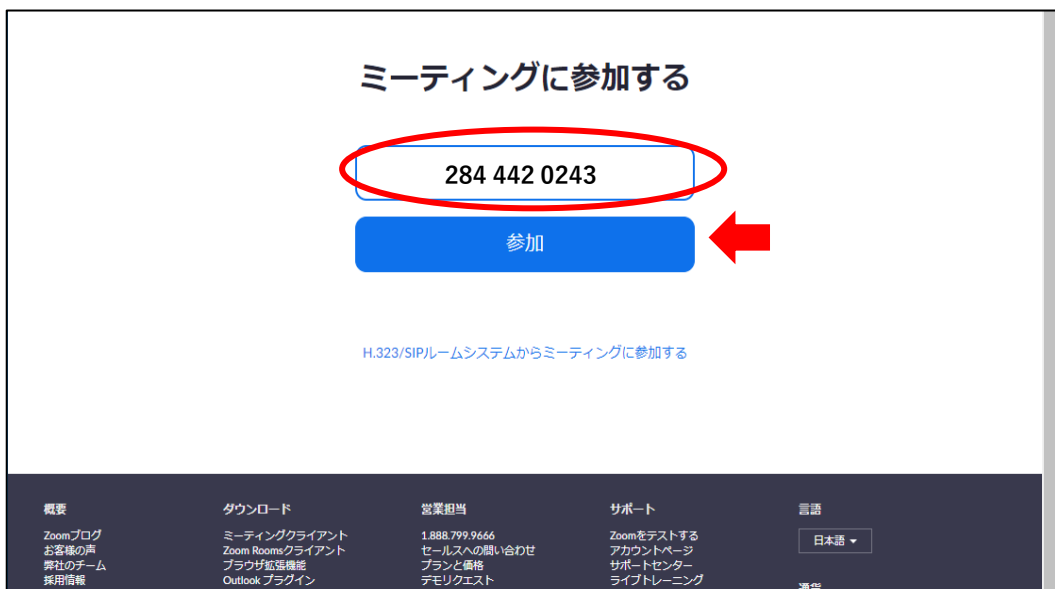 ミーティングに参加する
284 442 0243
参加
H.323/SIPルームシステムからミーティングに参加する
概要
Zoomブログ
お客様の声
弊社のチーム
採用情報
ダウンロード
ミーティングクライアント
Zoom Roomsクライアント
ブラウザ拡張機能
Outlook プラグイン
営業担当
1.888.799.9666
セールスへの問い合わせ
プランと価格
デモリクエスト
サポート
Zoomをテストする
アカウントページ
サポートセンター
ライブトレーニング
言語
日本語